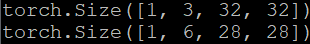 torch.Size([1, 3, 32, 32])
torch.Size([1, 6, 28, 28])